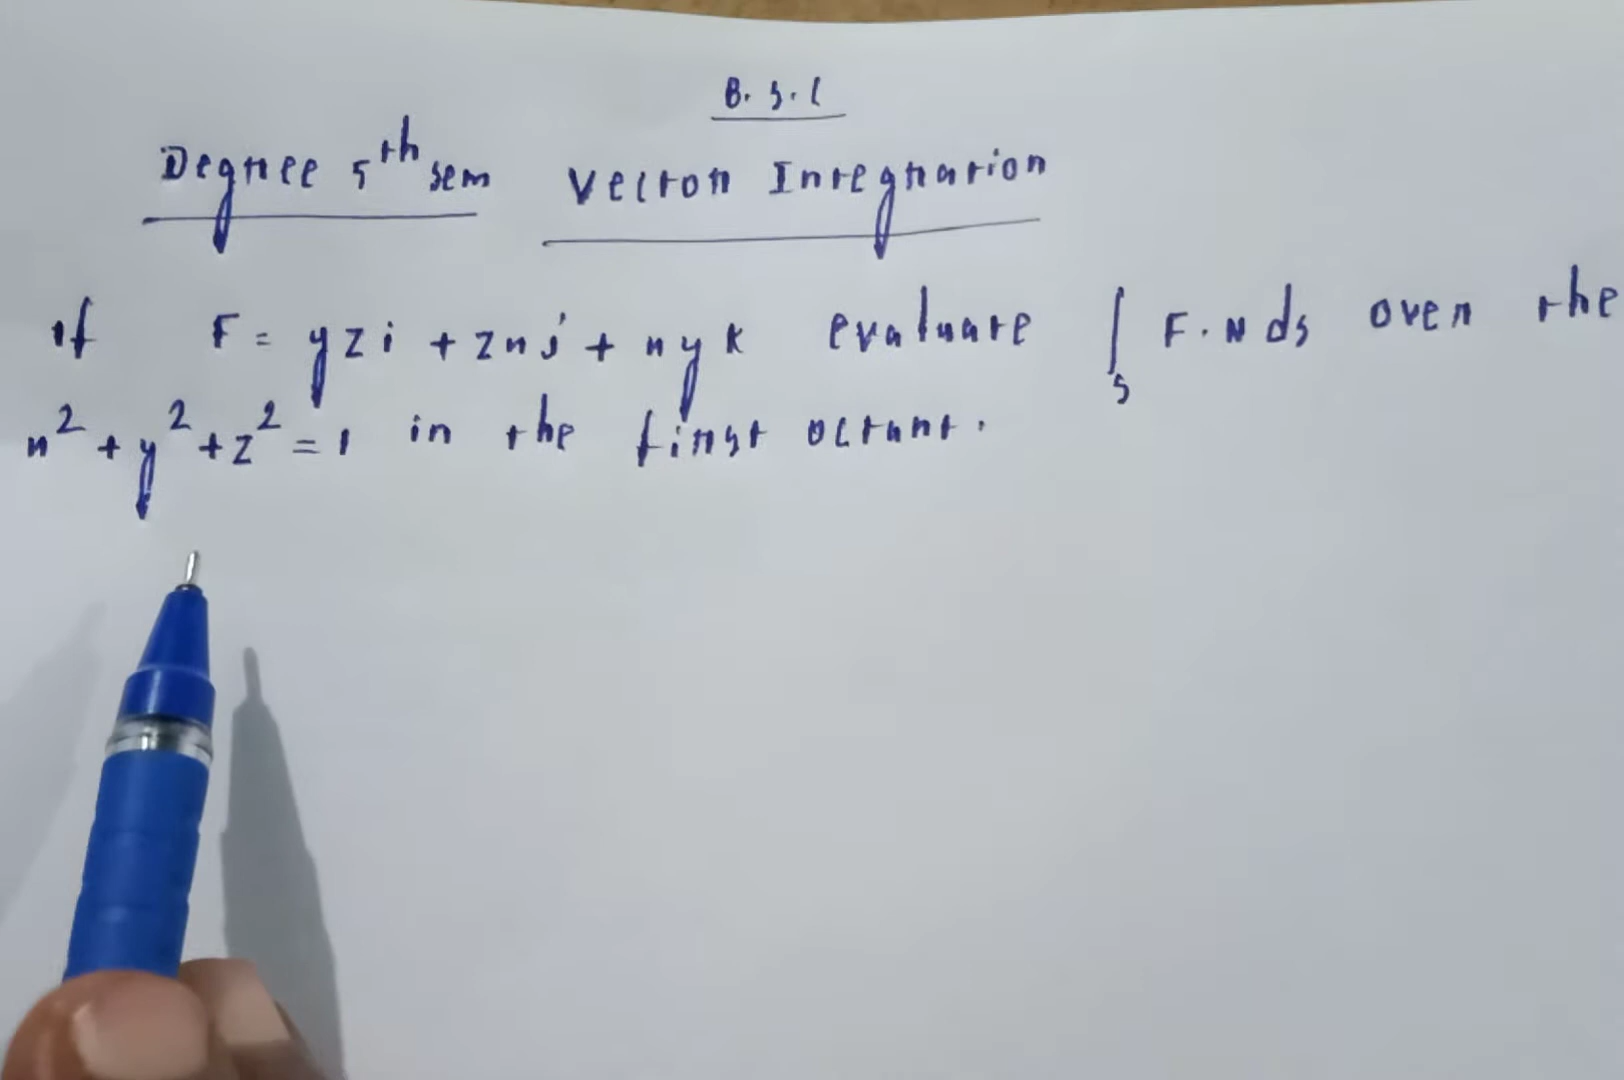 B.S.C
Degree 5th sem Vector Integration
If F = yzi + zxj + xyk evaluate ∫S F.N ds over the
x² + y² + z² = 1 in the first octant.